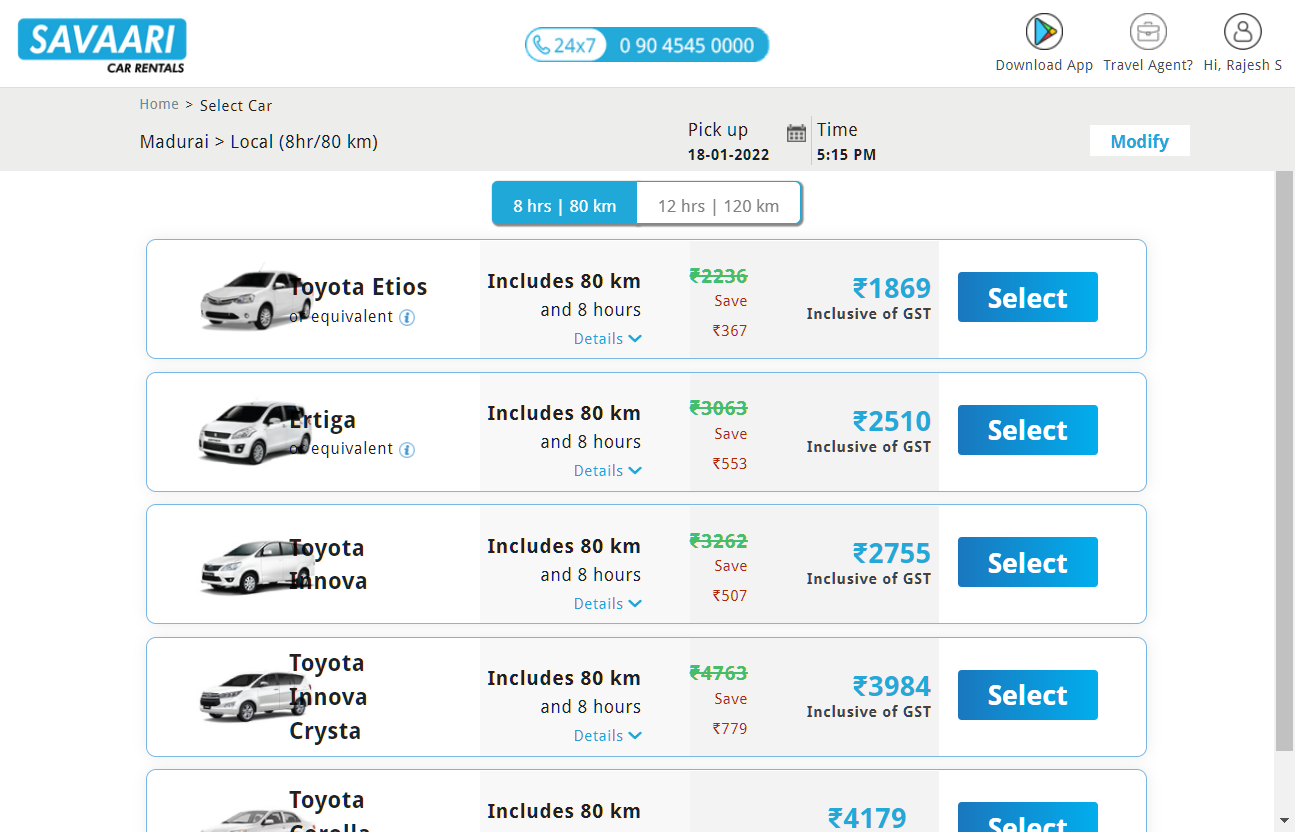 SAVAARI
CAR RENTALS
24x7 0 90 4545 0000
Download App Travel Agent? Hi, Rajesh S
Home > Select Car
Madurai > Local (8hr/80 km)
Pick up
18-01-2022
Time
5:15 PM
Modify
8 hrs | 80 km 12 hrs | 120 km
Toyota Etios
or equivalent
Includes 80 km
and 8 hours
Details
₹2236
Save
₹367
₹1869
Inclusive of GST
Select
Ertiga
or equivalent
Includes 80 km
and 8 hours
Details
₹3063
Save
₹553
₹2510
Inclusive of GST
Select
Toyota
Innova
Includes 80 km
and 8 hours
Details
₹3262
Save
₹507
₹2755
Inclusive of GST
Select
Toyota
Innova
Crysta
Includes 80 km
and 8 hours
Details
₹4763
Save
₹779
₹3984
Inclusive of GST
Select
Toyota
Corolla
Includes 80 km
₹4179
Select